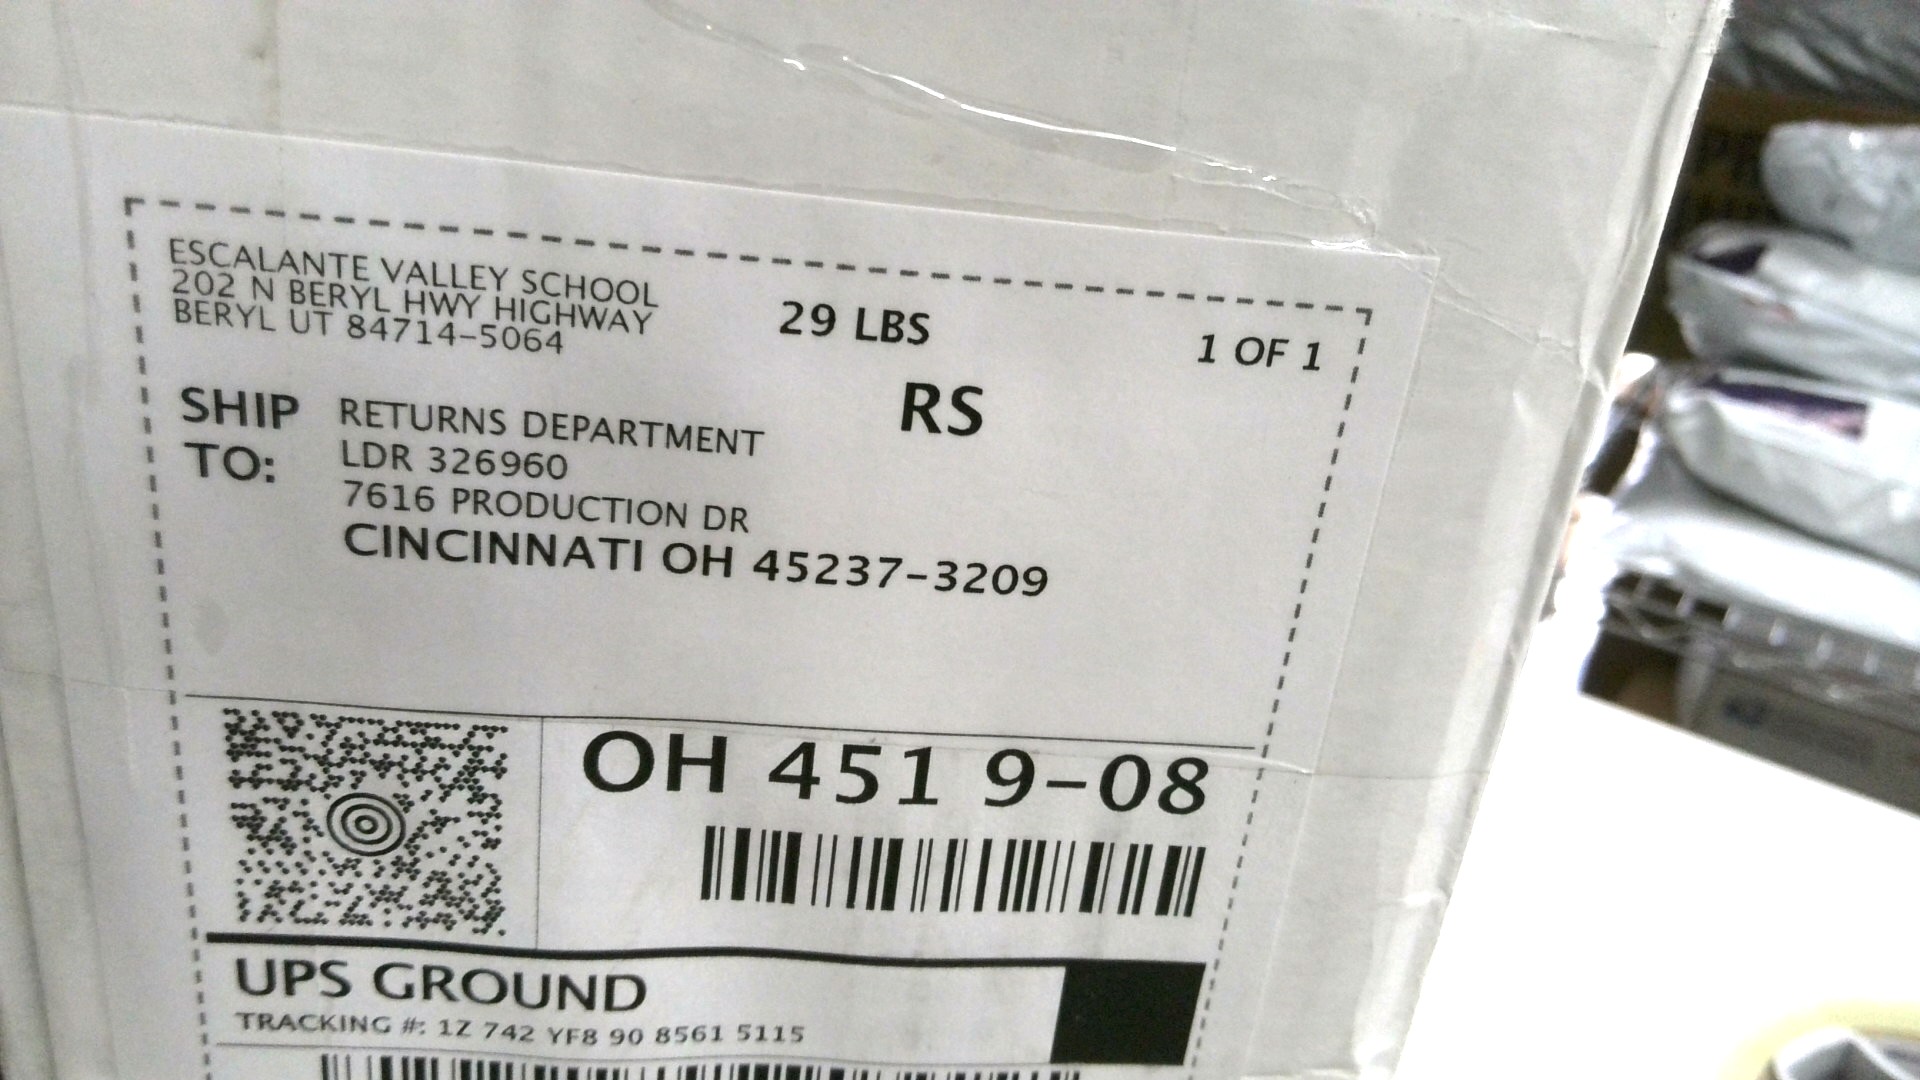 ESCALANTE VALLEY SCHOOL
202 N BERYL HWY HIGHWAY
BERYL UT 84714-5064
29 LBS
1 OF 1
RS
SHIP TO:
RETURNS DEPARTMENT
LDR 326960
7616 PRODUCTION DR
CINCINNATI OH 45237-3209
OH 451 9-08
UPS GROUND
TRACKING #: 1Z 742 YF8 90 8561 5115